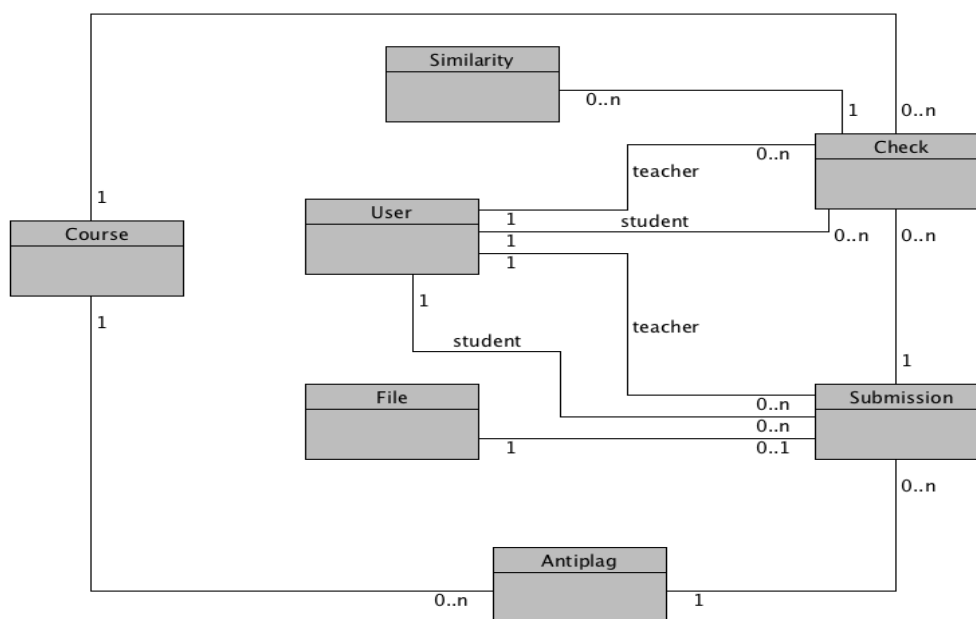 Similarity
0..n
1
0..n
Check
0..n
teacher
1
User
1
student
Course
1
0..n
0..n
1
1
1
1
teacher
student
1
File
Submission
0..n
0..n
1
0..1
0..n
Antiplag
0..n
1